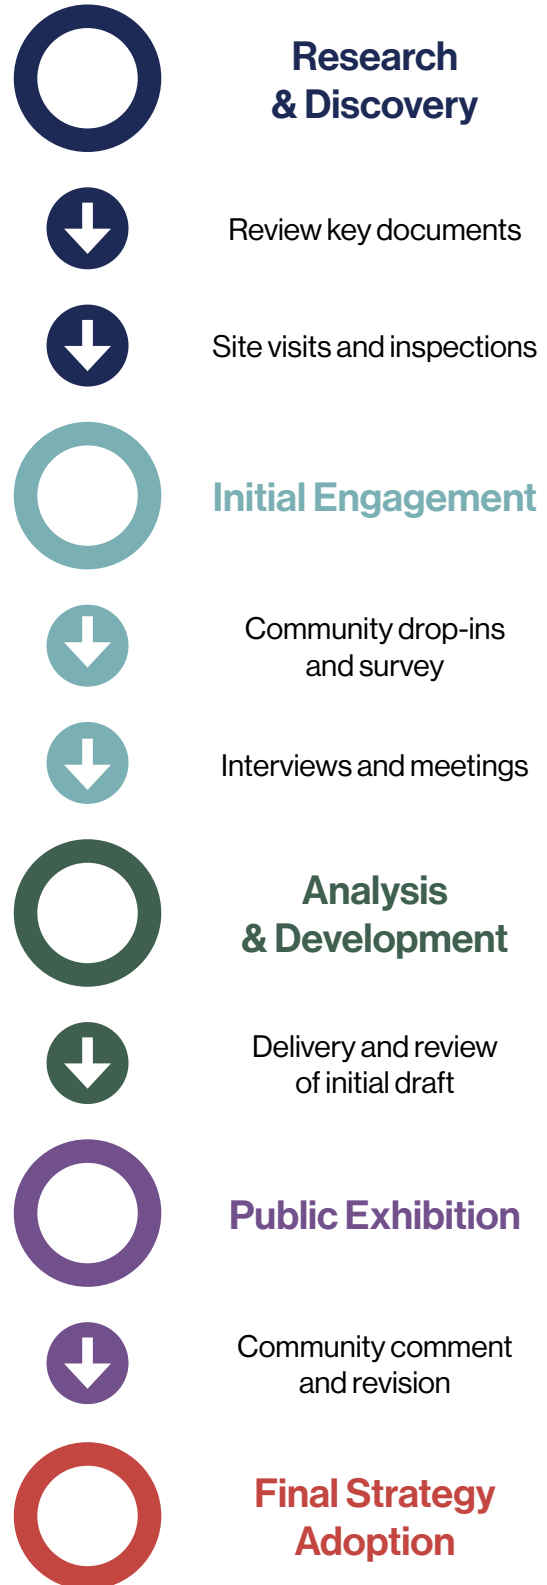 Research
& Discovery
Review key documents
Site visits and inspections
Initial Engagement
Community drop-ins
and survey
Interviews and meetings
Analysis
& Development
Delivery and review
of initial draft
Public Exhibition
Community comment
and revision
Final Strategy
Adoption